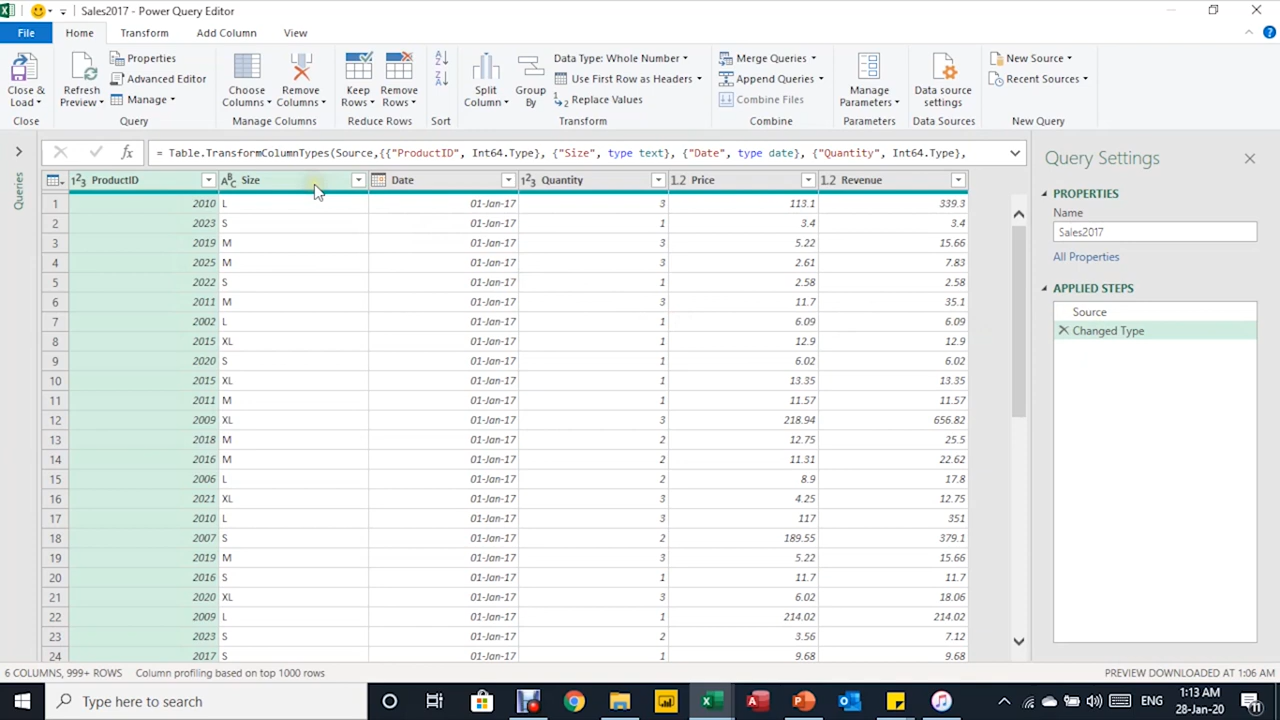 Sales2017 - Power Query Editor
File Home Transform Add Column View
Close & Load
Close
Refresh Preview
Properties
Advanced Editor
Manage
Query
Choose Columns
Remove Columns
Manage Columns
Keep Rows
Remove Rows
Reduce Rows
Sort
Split Column
Group By
Data Type: Whole Number
Use First Row as Headers
Replace Values
Transform
Merge Queries
Append Queries
Combine Files
Combine
Manage Parameters
Parameters
Data source settings
Data Sources
New Source
Recent Sources
New Query
Queries
= Table.TransformColumnTypes(Source,{{"ProductID", Int64.Type}, {"Size", type text}, {"Date", type date}, {"Quantity", Int64.Type},
ProductID Size Date Quantity Price Revenue
1 2010 L 01-Jan-17 3 113.1 339.3
2 2023 S 01-Jan-17 1 3.4 3.4
3 2019 M 01-Jan-17 3 5.22 15.66
4 2025 M 01-Jan-17 3 2.61 7.83
5 2022 S 01-Jan-17 1 2.58 2.58
6 2011 M 01-Jan-17 3 11.7 35.1
7 2002 L 01-Jan-17 1 6.09 6.09
8 2015 XL 01-Jan-17 1 12.9 12.9
9 2020 S 01-Jan-17 1 6.02 6.02
10 2015 XL 01-Jan-17 1 13.35 13.35
11 2011 M 01-Jan-17 1 11.57 11.57
12 2009 XL 01-Jan-17 3 218.94 656.82
13 2018 M 01-Jan-17 2 12.75 25.5
14 2016 M 01-Jan-17 2 11.31 22.62
15 2006 L 01-Jan-17 2 8.9 17.8
16 2021 XL 01-Jan-17 3 4.25 12.75
17 2010 L 01-Jan-17 3 117 351
18 2007 S 01-Jan-17 2 189.55 379.1
19 2019 M 01-Jan-17 3 5.22 15.66
20 2016 S 01-Jan-17 1 11.7 11.7
21 2020 XL 01-Jan-17 3 6.02 18.06
22 2009 L 01-Jan-17 1 214.02 214.02
23 2023 S 01-Jan-17 2 3.56 7.12
24 2017 S 01-Jan-17 1 9.68 9.68
Query Settings
PROPERTIES
Name
Sales2017
All Properties
APPLIED STEPS
Source
Changed Type
6 COLUMNS, 999+ ROWS Column profiling based on top 1000 rows PREVIEW DOWNLOADED AT 1:06 AM
Type here to search
ENG
1:13 AM
28-Jan-20